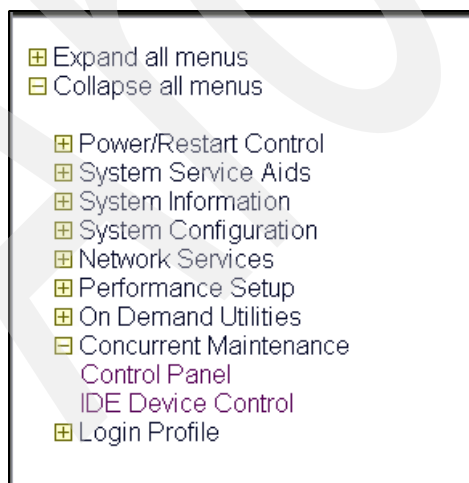 Expand all menus
Collapse all menus
Power/Restart Control
System Service Aids
System Information
System Configuration
Network Services
Performance Setup
On Demand Utilities
Concurrent Maintenance
Control Panel
IDE Device Control
Login Profile